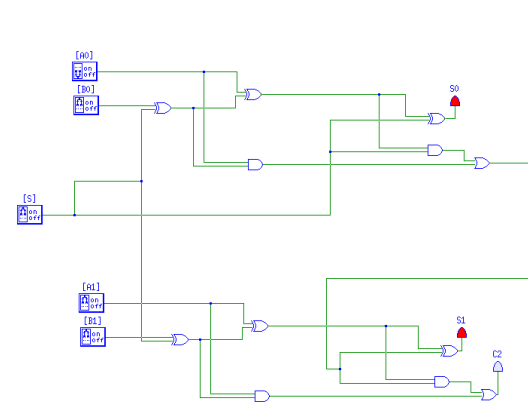 [A0]
on
off
[B0]
on
off
S0
[S]
on
off
[A1]
on
off
[B1]
on
off
S1
C2